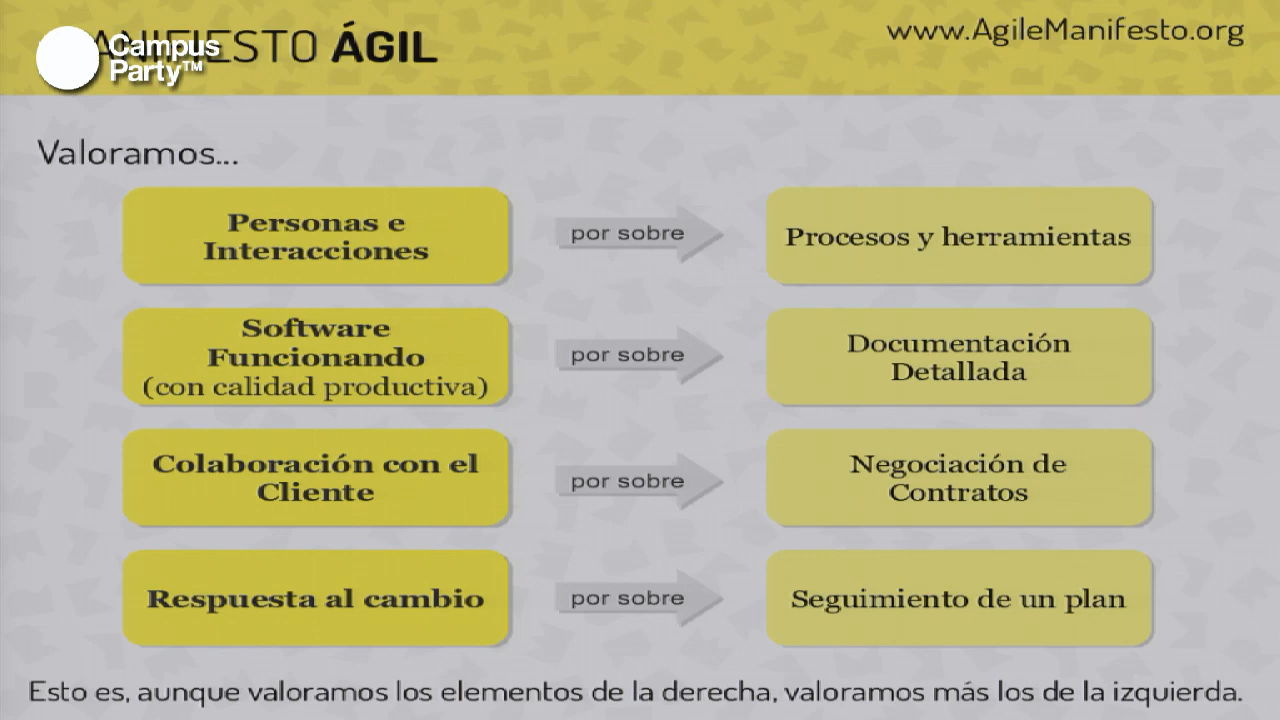 Campus
Party™
MANIFIESTO ÁGIL
www.AgileManifesto.org
Valoramos...
Personas e
Interacciones
por sobre
Procesos y herramientas
Software
Funcionando
(con calidad productiva)
por sobre
Documentación
Detallada
Colaboración con el
Cliente
por sobre
Negociación de
Contratos
Respuesta al cambio
por sobre
Seguimiento de un plan
Esto es, aunque valoramos los elementos de la derecha, valoramos más los de la izquierda.